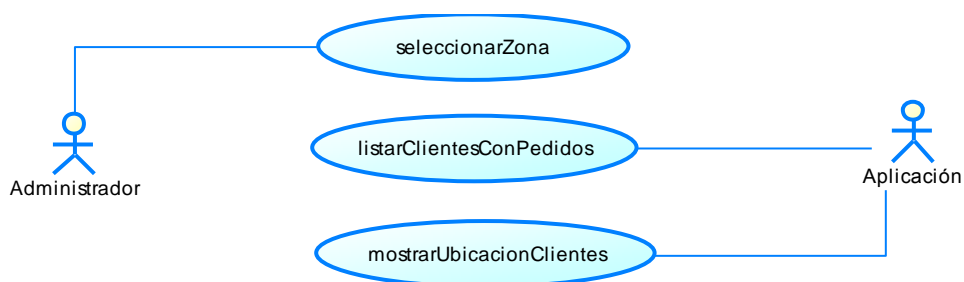 seleccionarZona
listarClientesConPedidos
Administrador
Aplicación
mostrarUbicacionClientes